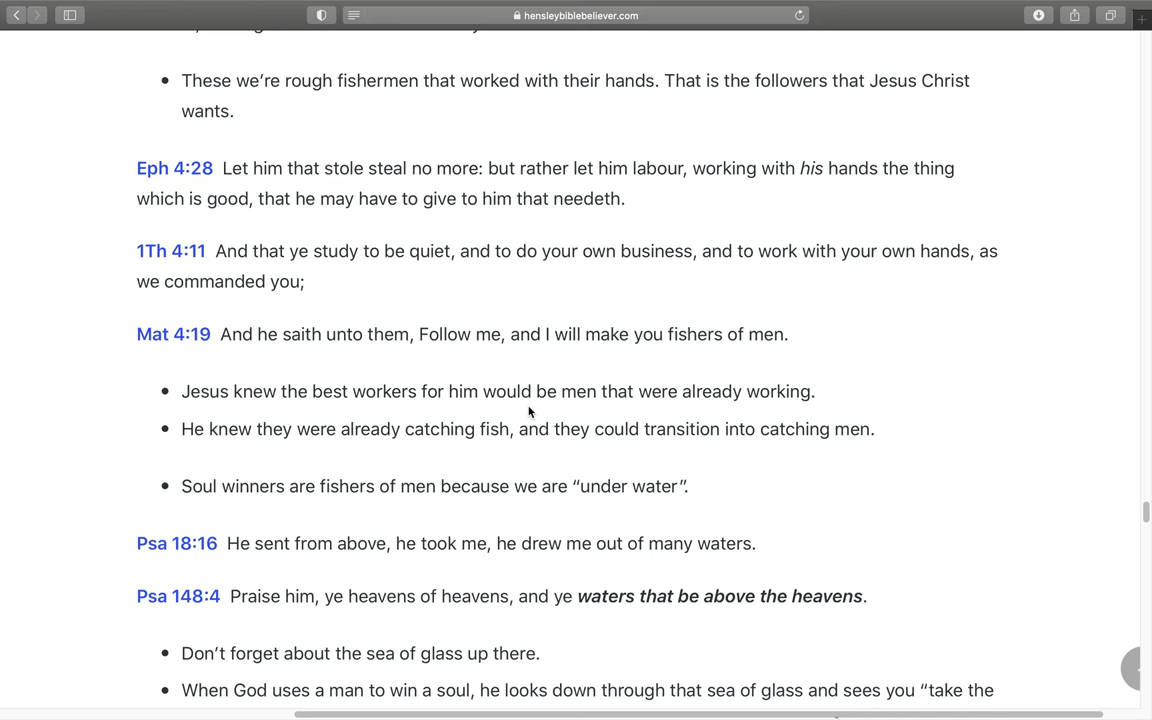 hensleybiblebeliever.com
These we’re rough fishermen that worked with their hands. That is the followers that Jesus Christ
wants.
Eph 4:28 Let him that stole steal no more: but rather let him labour, working with his hands the thing
which is good, that he may have to give to him that needeth.
1Th 4:11 And that ye study to be quiet, and to do your own business, and to work with your own hands, as
we commanded you;
Mat 4:19 And he saith unto them, Follow me, and I will make you fishers of men.
Jesus knew the best workers for him would be men that were already working.
He knew they were already catching fish, and they could transition into catching men.
Soul winners are fishers of men because we are “under water”.
Psa 18:16 He sent from above, he took me, he drew me out of many waters.
Psa 148:4 Praise him, ye heavens of heavens, and ye waters that be above the heavens.
Don’t forget about the sea of glass up there.
When God uses a man to win a soul, he looks down through that sea of glass and sees you “take the